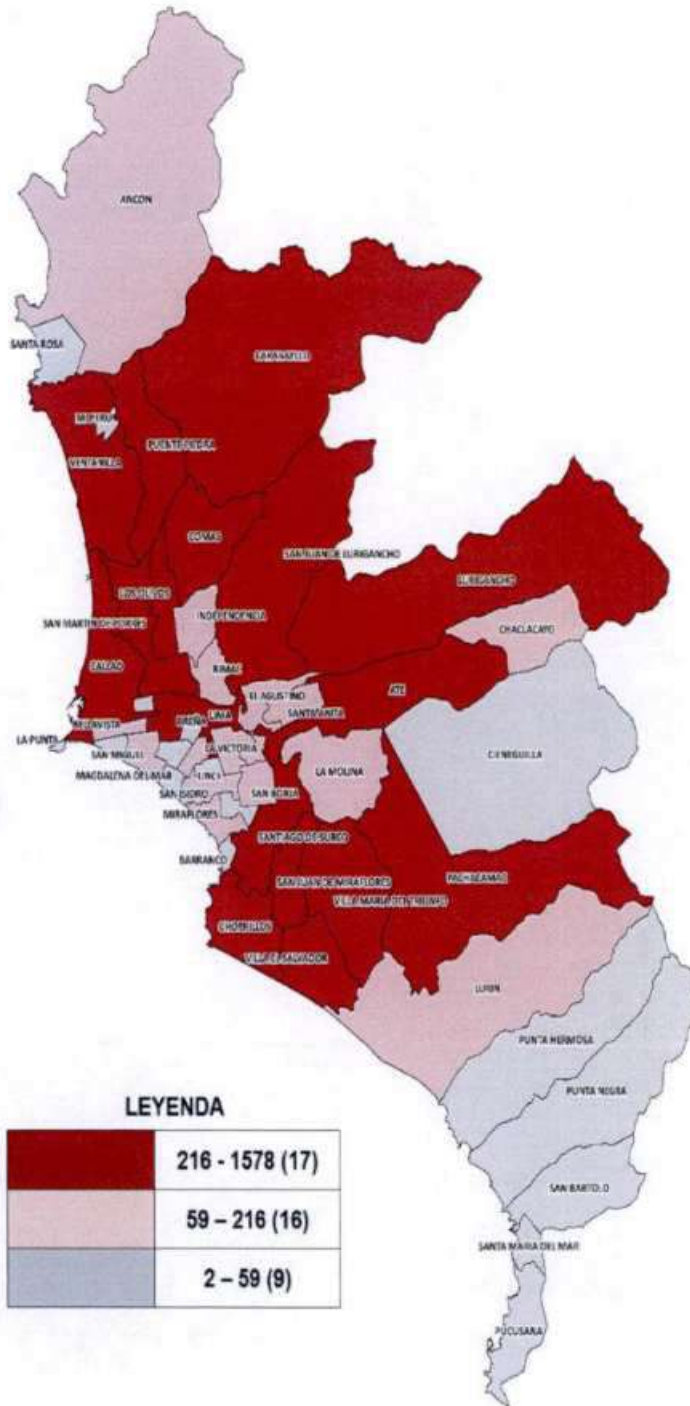 ANCON
SANTA ROSA
CARABAYLLO
MI PERU
PUENTE PIEDRA
VENTANILLA
COMAS
SAN JUAN DE LURIGANCHO
LURIGANCHO
LOS OLIVOS
INDEPENDENCIA
SAN MARTIN DE PORRES
CHACLACAYO
CALLAO
RIMAC
EL AGUSTINO
ATE
SANTA ANITA
LIMA
BELLAVISTA
BREÑA
LA PUNTA
CIENEGUILLA
SAN MIGUEL
LA VICTORIA
LA MOLINA
MAGDALENA DEL MAR
LINCE
SAN ISIDRO
SAN BORJA
MIRAFLORES
SANTIAGO DE SURCO
BARRANCO
PACHACAMAC
SAN JUAN DE MIRAFLORES
VILLA MARIA DEL TRIUNFO
CHORRILLOS
VILLA EL SALVADOR
LURIN
PUNTA HERMOSA
PUNTA NEGRA
SAN BARTOLO
SANTA MARIA DEL MAR
PUCUSANA
LEYENDA
216 - 1578 (17)
59 – 216 (16)
2 – 59 (9)